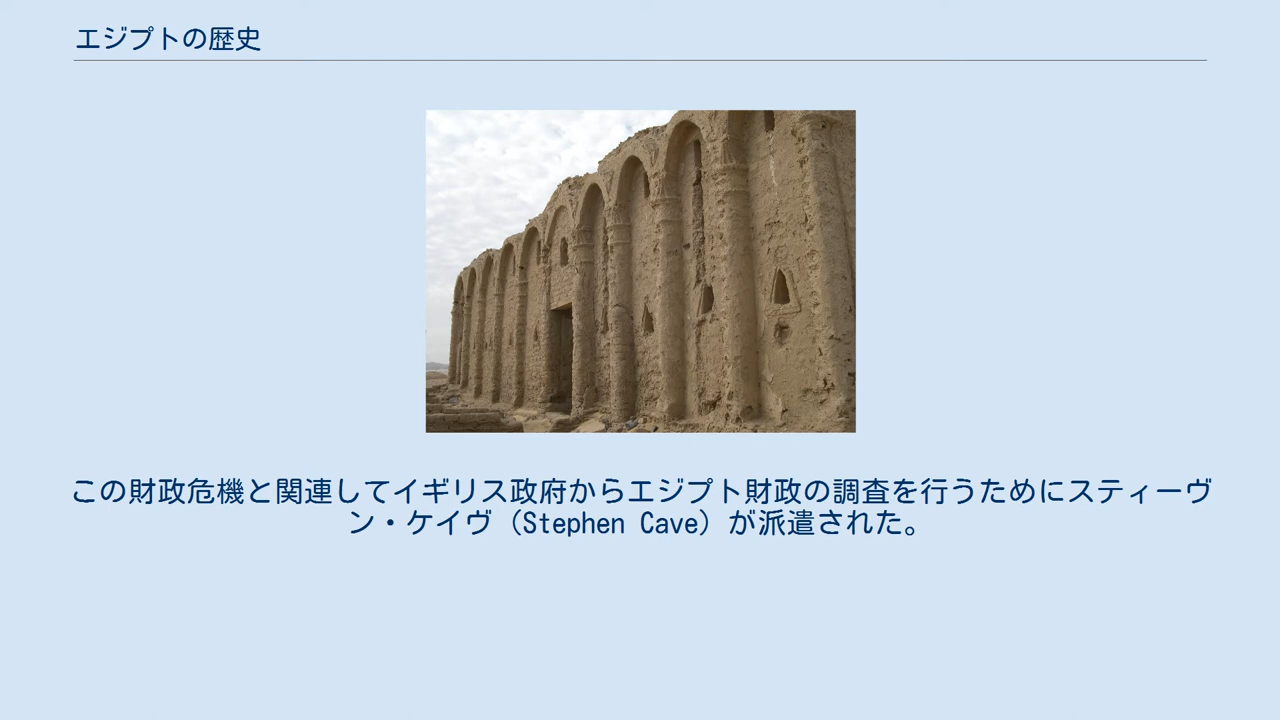 エジプトの歴史
この財政危機と関連してイギリス政府からエジプト財政の調査を行うためにスティーヴ
ン・ケイヴ（Stephen Cave）が派遣された。